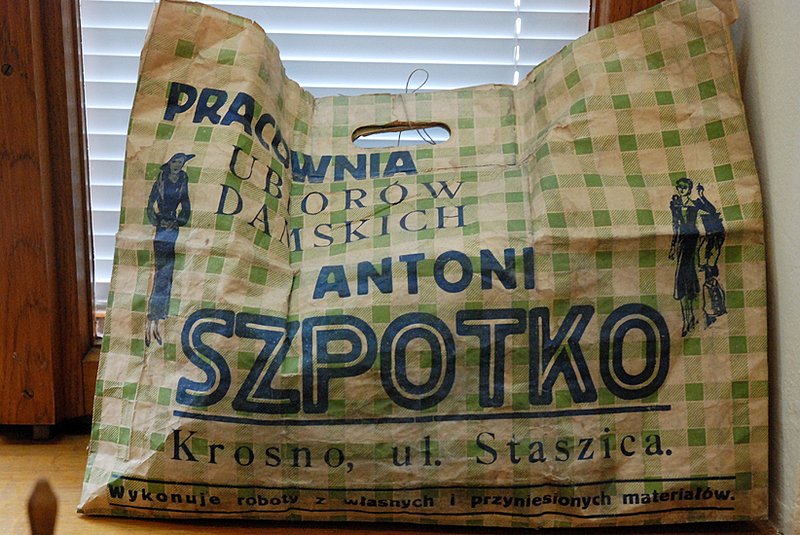 PRACOWNIA
UBIORÓW
DAMSKICH
ANTONI
SZPOTKO
Krosno, ul. Staszica.
Wykonuje roboty z własnych i przyniesionych materiałów.